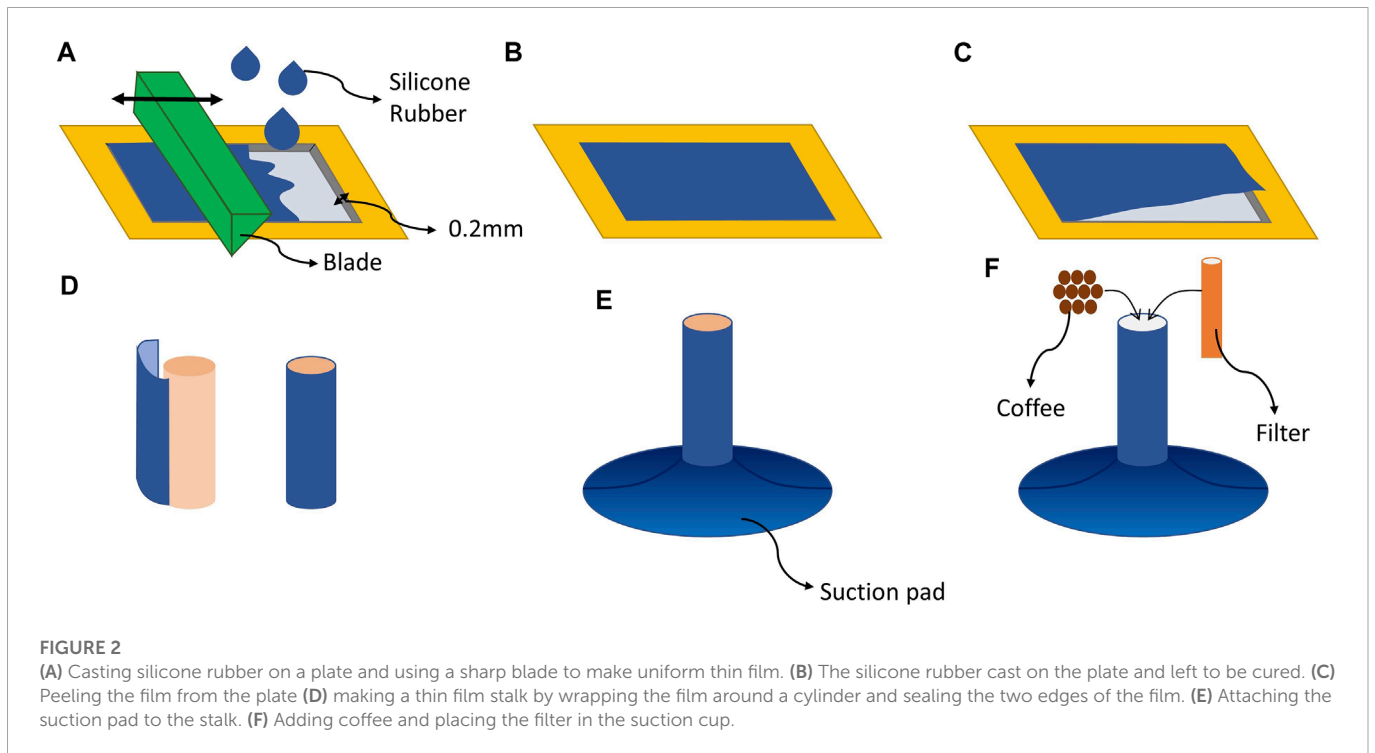 A
Silicone
Rubber
0.2mm
Blade
B
C
D
E
Suction pad
F
Coffee
Filter
FIGURE 2
(A) Casting silicone rubber on a plate and using a sharp blade to make uniform thin film. (B) The silicone rubber cast on the plate and left to be cured. (C)
Peeling the film from the plate (D) making a thin film stalk by wrapping the film around a cylinder and sealing the two edges of the film. (E) Attaching the
suction pad to the stalk. (F) Adding coffee and placing the filter in the suction cup.